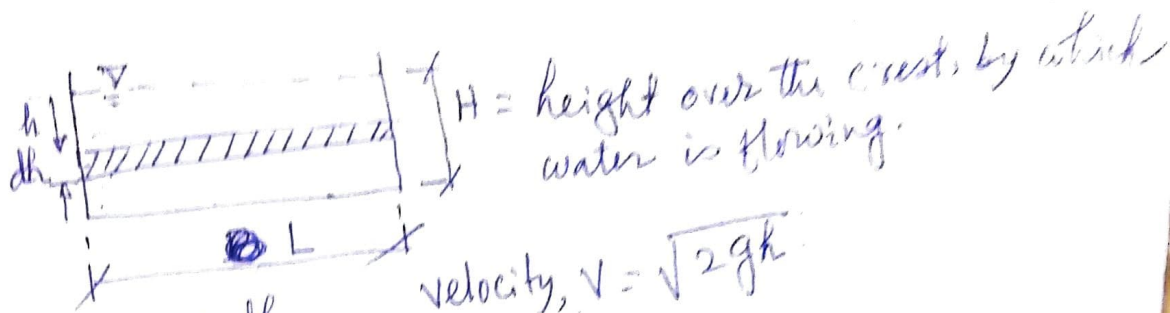 h
dh
H = height over the crest, by which
water is flowing.
L
velocity, V = √2gh